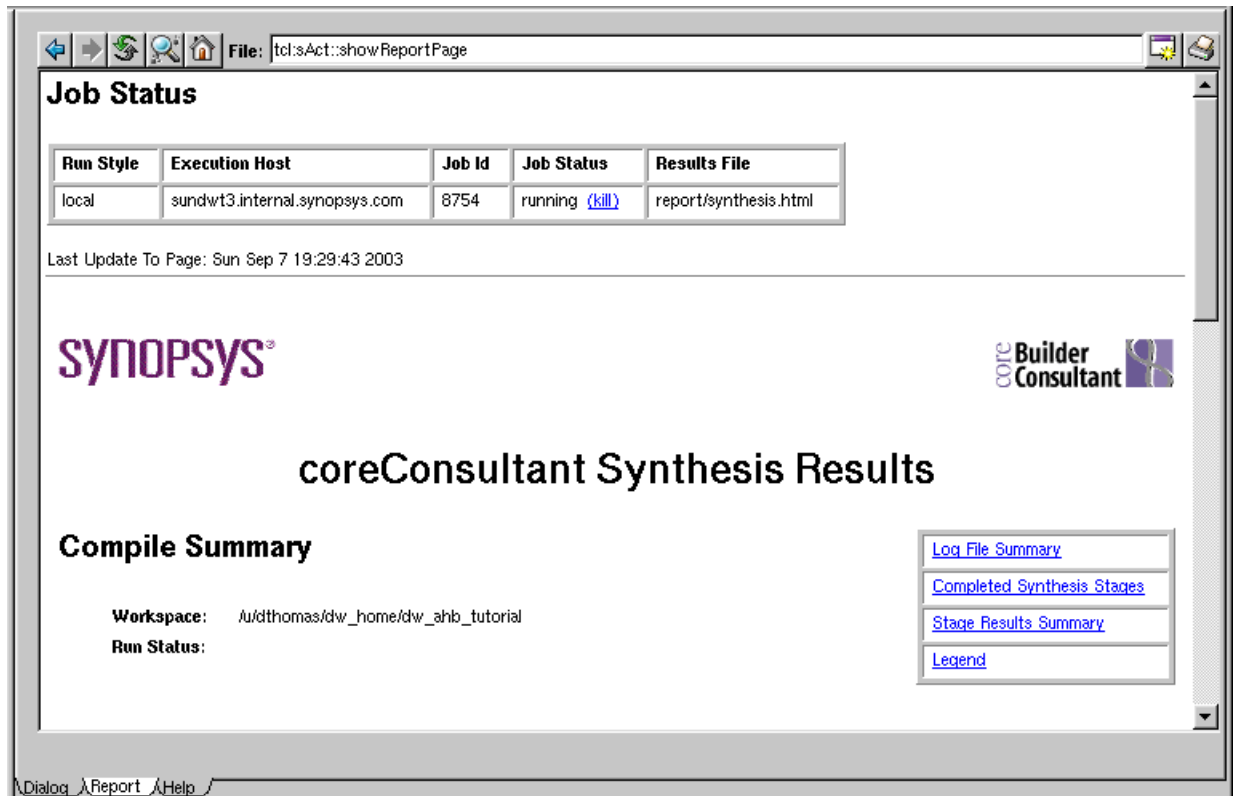 File: tcl:sAct::showReportPage
Job Status
Run Style Execution Host Job Id Job Status Results File
local sundwt3.internal.synopsys.com 8754 running (kill) report/synthesis.html
Last Update To Page: Sun Sep 7 19:29:43 2003
SYNOPSYS®
core Builder
Consultant
coreConsultant Synthesis Results
Compile Summary
Log File Summary
Completed Synthesis Stages
Workspace: /u/dthomas/dw_home/dw_ahb_tutorial
Stage Results Summary
Run Status:
Legend
Dialog Report Help